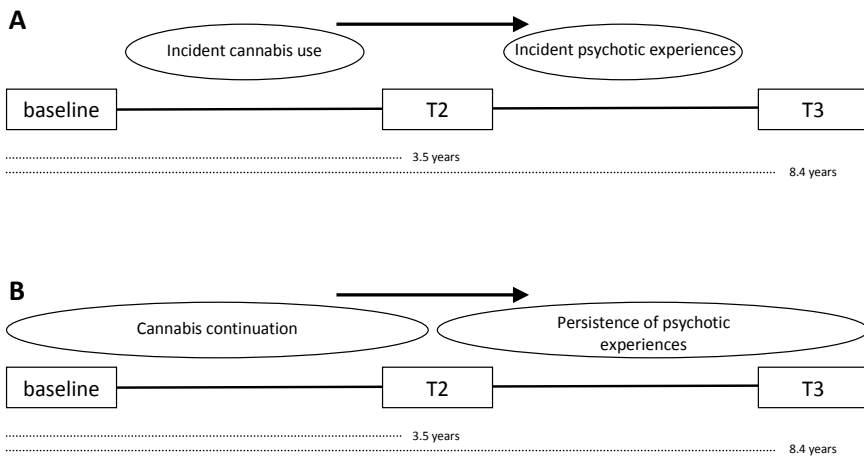 A
Incident cannabis use
Incident psychotic experiences
baseline
T2
T3
3.5 years
8.4 years
B
Cannabis continuation
Persistence of psychotic
experiences
baseline
T2
T3
3.5 years
8.4 years